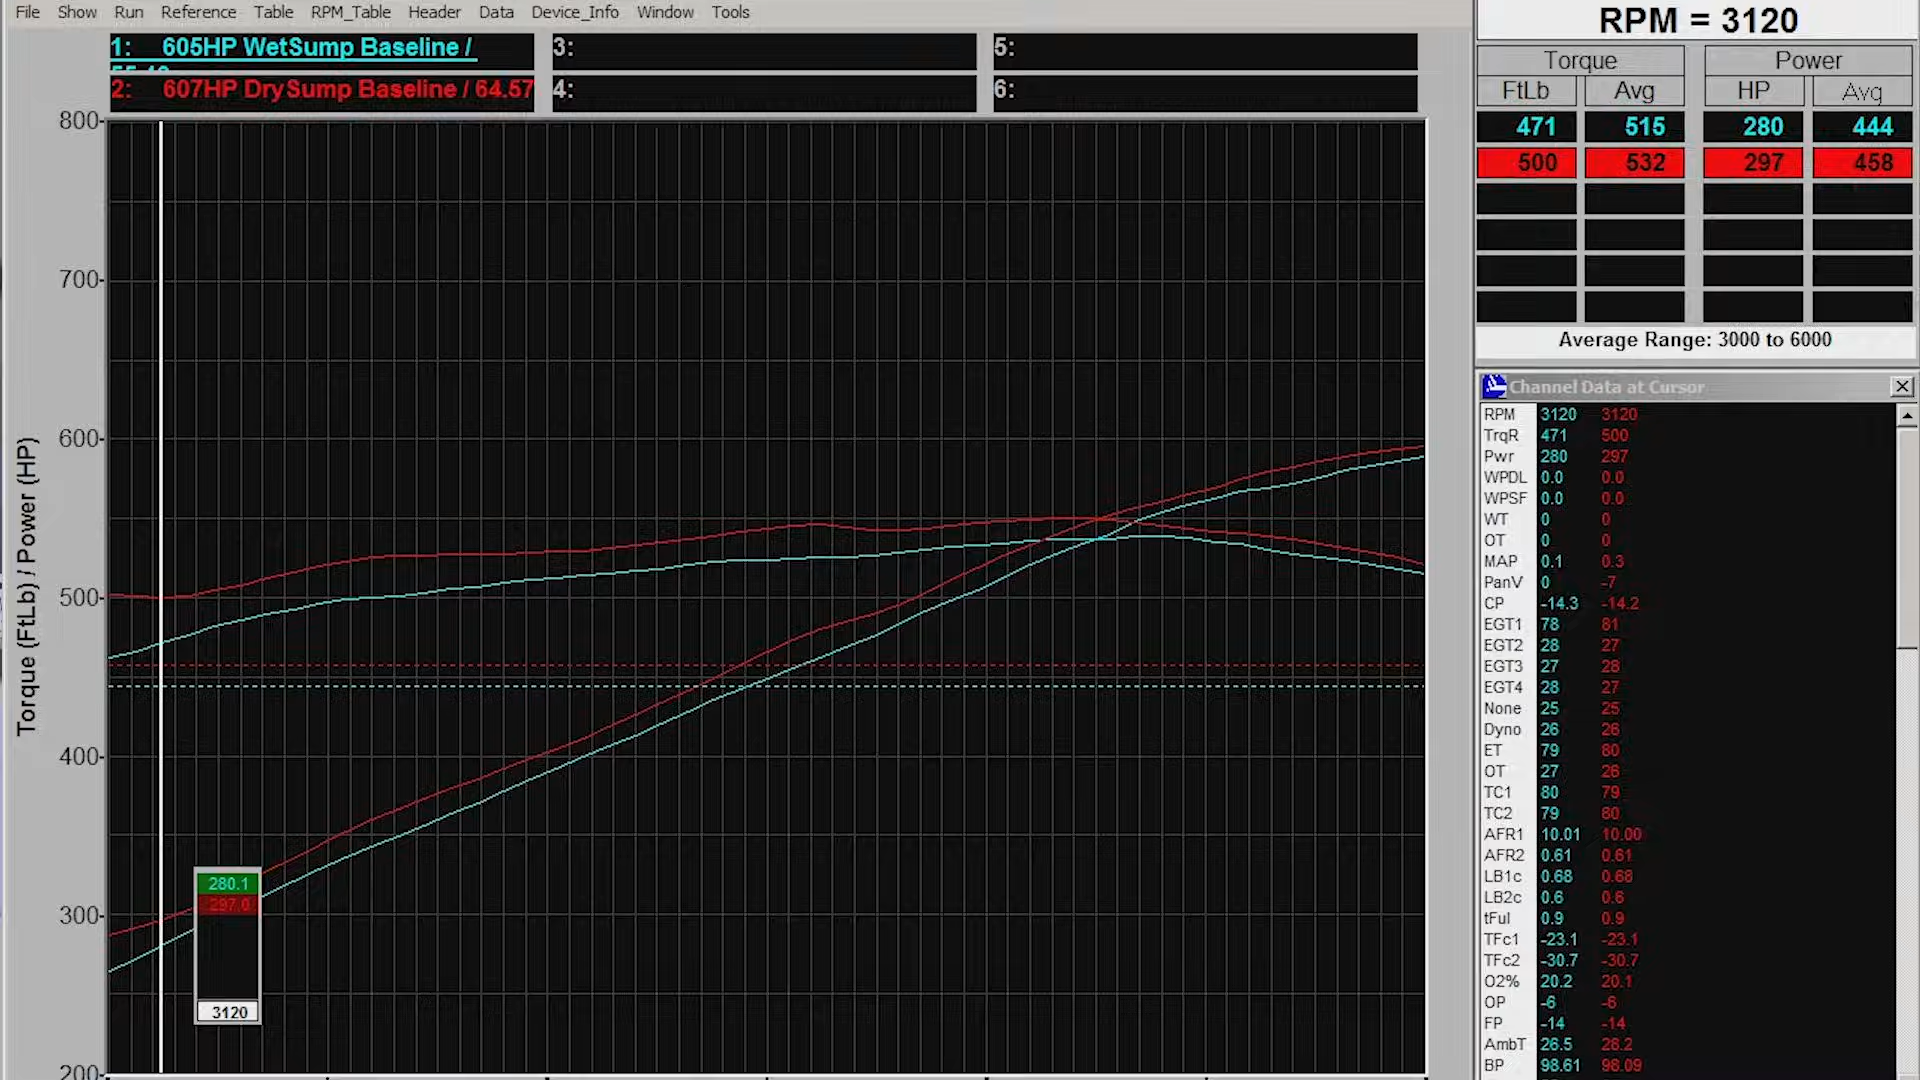 File Show Run Reference Table RPM_Table Header Data Device_Info Window Tools
1: 605HP WetSump Baseline /
2: 607HP DrySump Baseline / 64.57
3:
4:
5:
6:
800
700
600
500
400
300
200
Torque (FtLb) / Power (HP)
280.1
297.0
3120
RPM = 3120
Torque Power
FtLb Avg HP Avg
471 515 280 444
500 532 297 458
Average Range: 3000 to 6000
Channel Data at Cursor
RPM 3120 3120
TrqR 471 500
Pwr 280 297
WPDL 0.0 0.0
WPSF 0.0 0.0
WT 0 0
OT 0 0
MAP 0.1 0.3
PanV 0 -7
CP -14.3 -14.2
EGT1 78 81
EGT2 28 27
EGT3 27 28
EGT4 28 27
None 25 25
Dyno 26 26
ET 79 80
OT 27 26
TC1 80 79
TC2 79 80
AFR1 10.01 10.00
AFR2 0.61 0.61
LB1c 0.68 0.68
LB2c 0.6 0.6
tFul 0.9 0.9
TFc1 -23.1 -23.1
TFc2 -30.7 -30.7
O2% 20.2 20.1
OP -6 -6
FP -14 -14
AmbT 26.5 28.2
BP 98.61 98.09